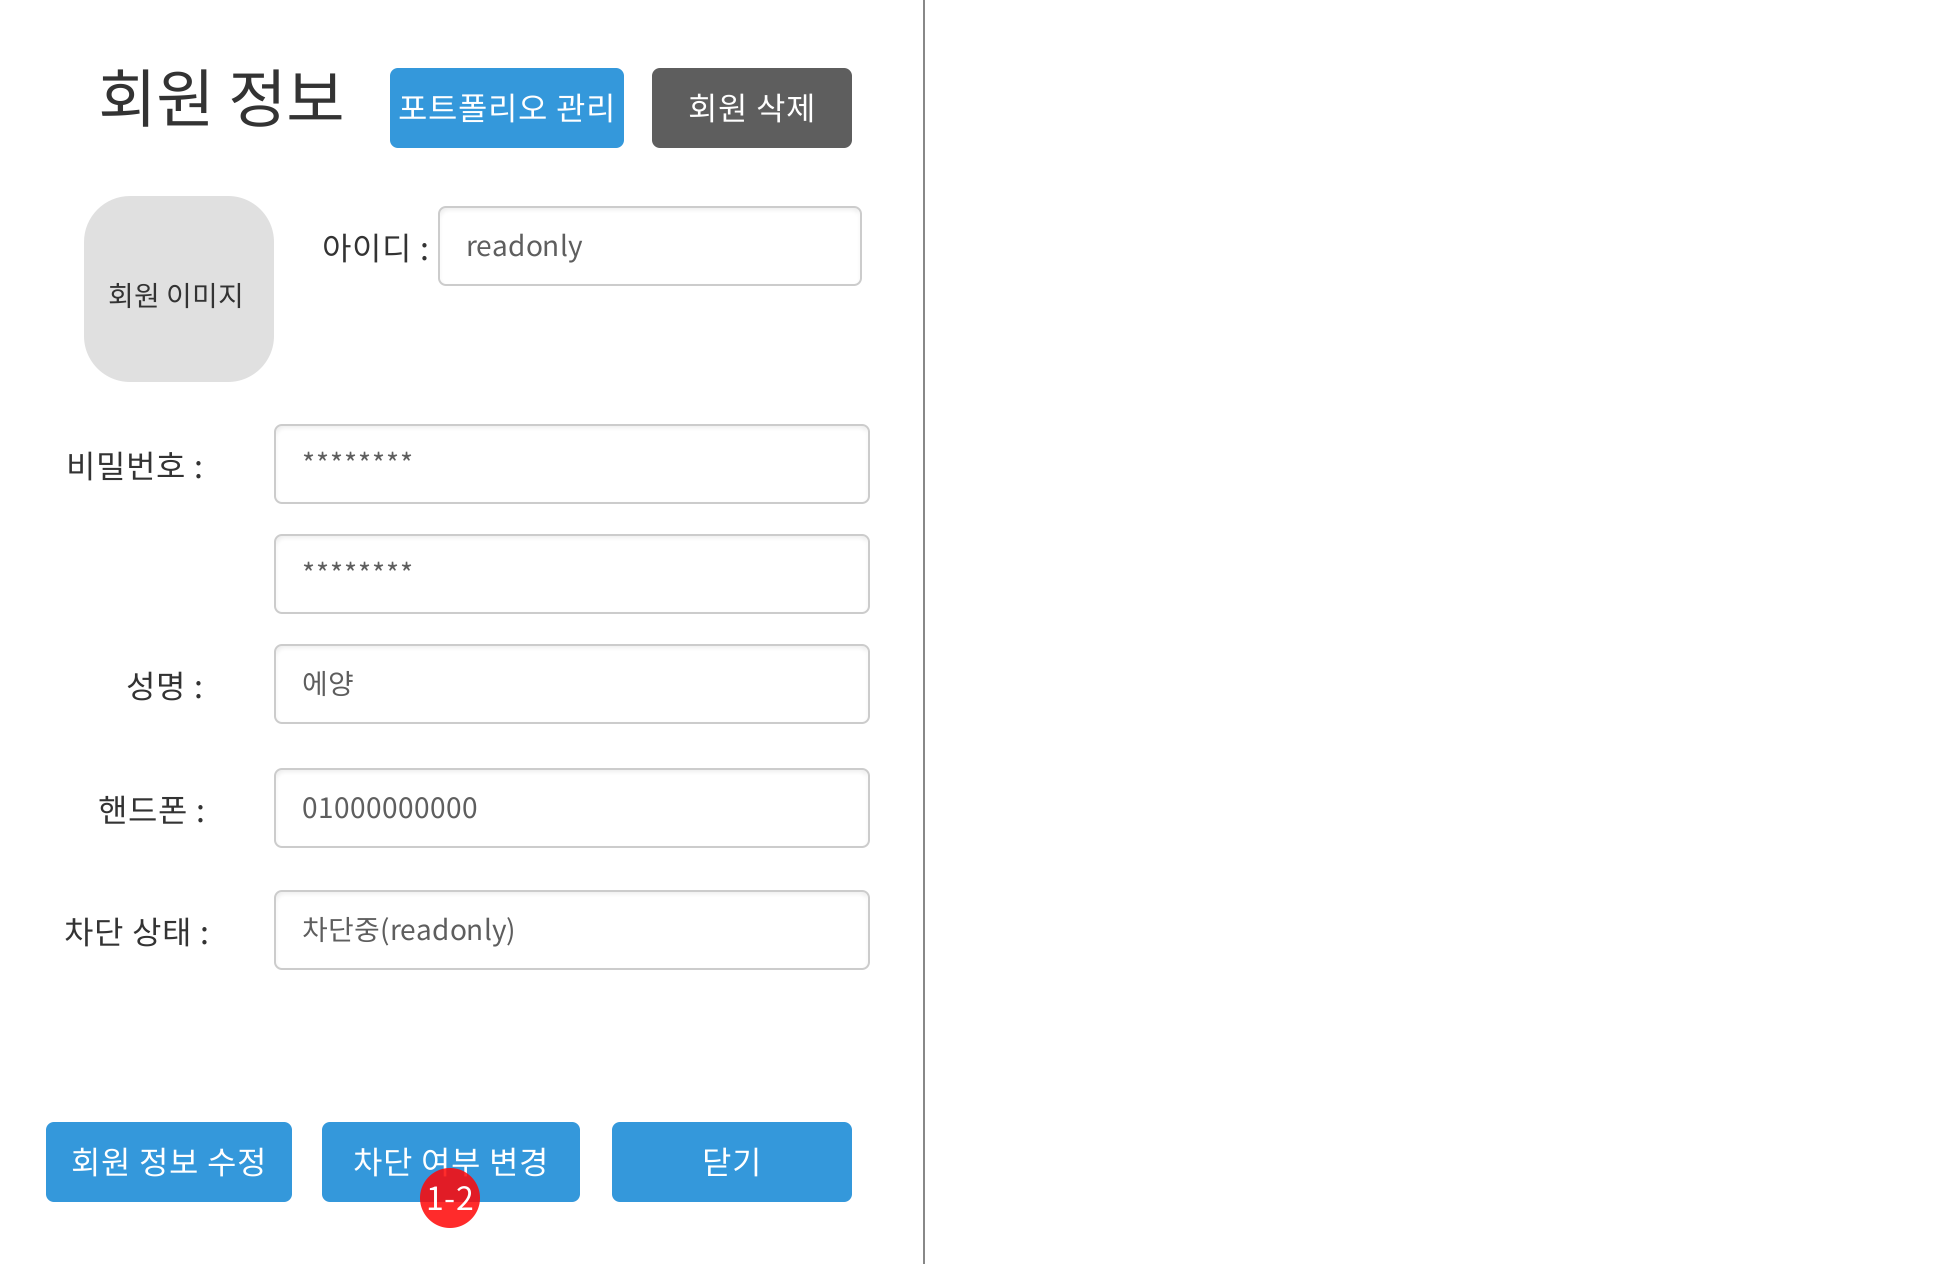 회원 정보
포트폴리오 관리
회원 삭제
회원 이미지
아이디 :
readonly
비밀번호 :
********
********
성명 :
에양
핸드폰 :
01000000000
차단 상태 :
차단중(readonly)
회원 정보 수정
차단 여부 변경
닫기
1-2